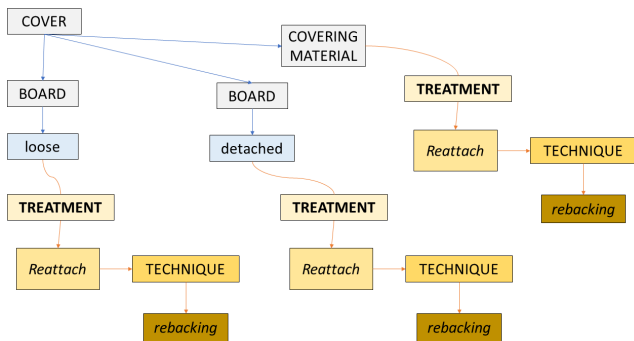 COVER
COVERING
MATERIAL
BOARD
BOARD
TREATMENT
loose
detached
Reattach
TECHNIQUE
TREATMENT
TREATMENT
rebacking
Reattach
TECHNIQUE
Reattach
TECHNIQUE
rebacking
rebacking